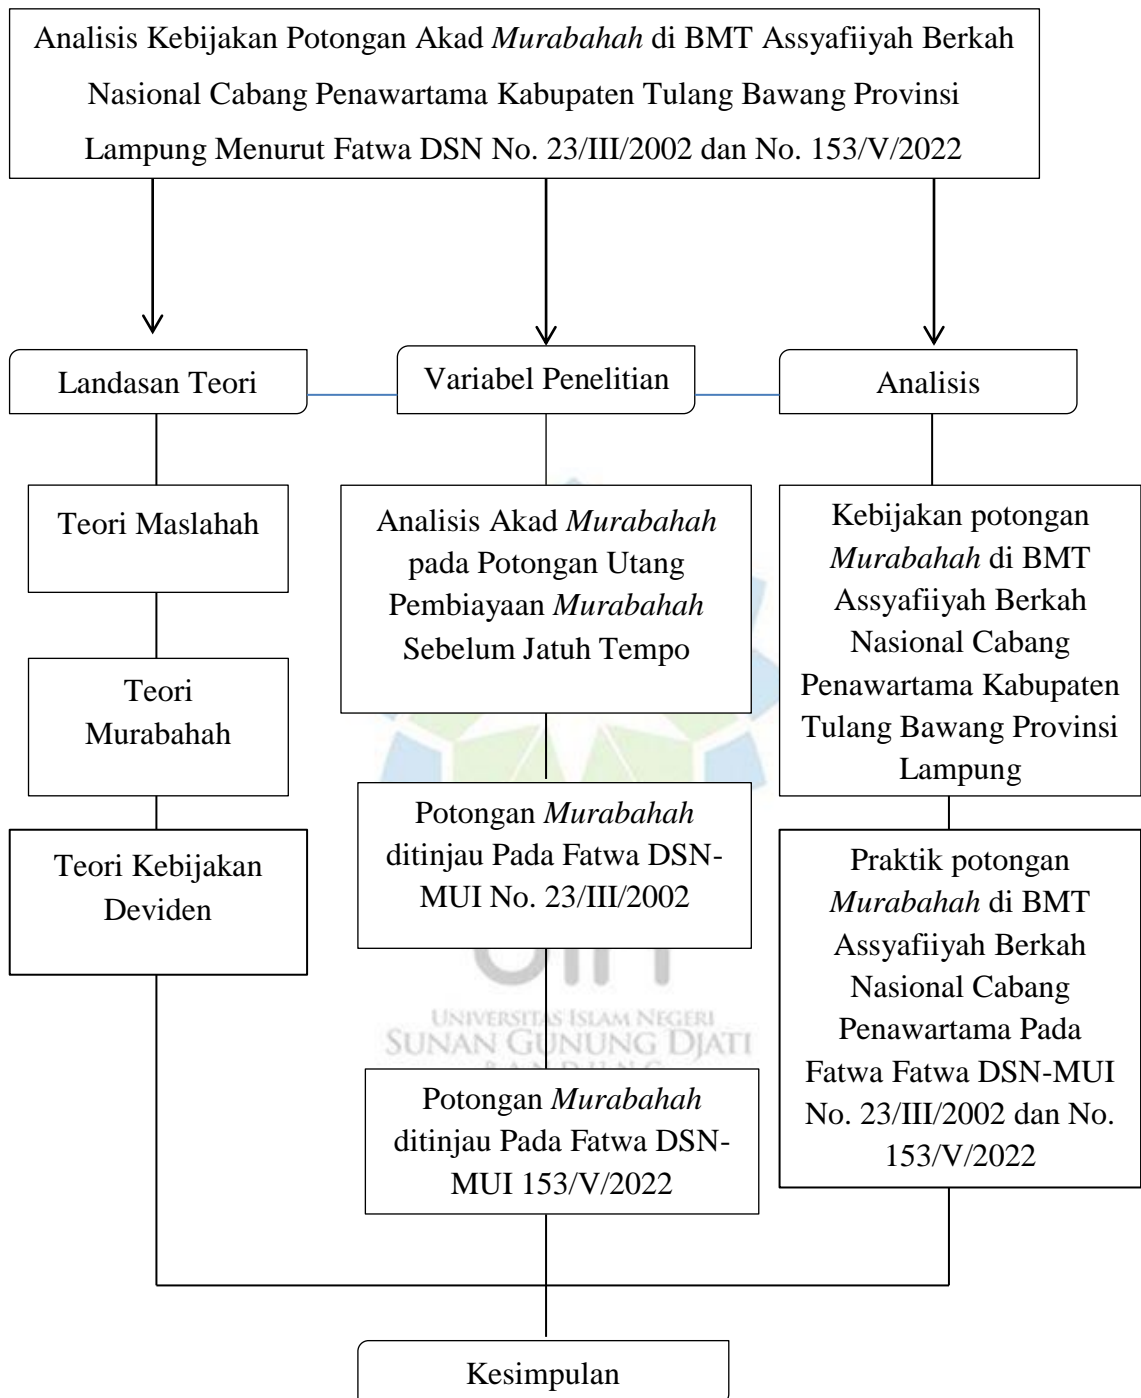 Analisis Kebijakan Potongan Akad Murabahah di BMT Assyafiiyah Berkah
Nasional Cabang Penawartama Kabupaten Tulang Bawang Provinsi
Lampung Menurut Fatwa DSN No. 23/III/2002 dan No. 153/V/2022
Landasan Teori
Variabel Penelitian
Analisis
Teori Maslahah
Teori
Murabahah
Teori Kebijakan
Deviden
Analisis Akad Murabahah
pada Potongan Utang
Pembiayaan Murabahah
Sebelum Jatuh Tempo
Potongan Murabahah
ditinjau Pada Fatwa DSN-
MUI No. 23/III/2002
UNIVERSITAS ISLAM NEGERI
SUNAN GUNUNG DJATI
Potongan Murabahah
ditinjau Pada Fatwa DSN-
MUI 153/V/2022
Kebijakan potongan
Murabahah di BMT
Assyafiiyah Berkah
Nasional Cabang
Penawartama Kabupaten
Tulang Bawang Provinsi
Lampung
Praktik potongan
Murabahah di BMT
Assyafiiyah Berkah
Nasional Cabang
Penawartama Pada
Fatwa Fatwa DSN-MUI
No. 23/III/2002 dan No.
153/V/2022
Kesimpulan